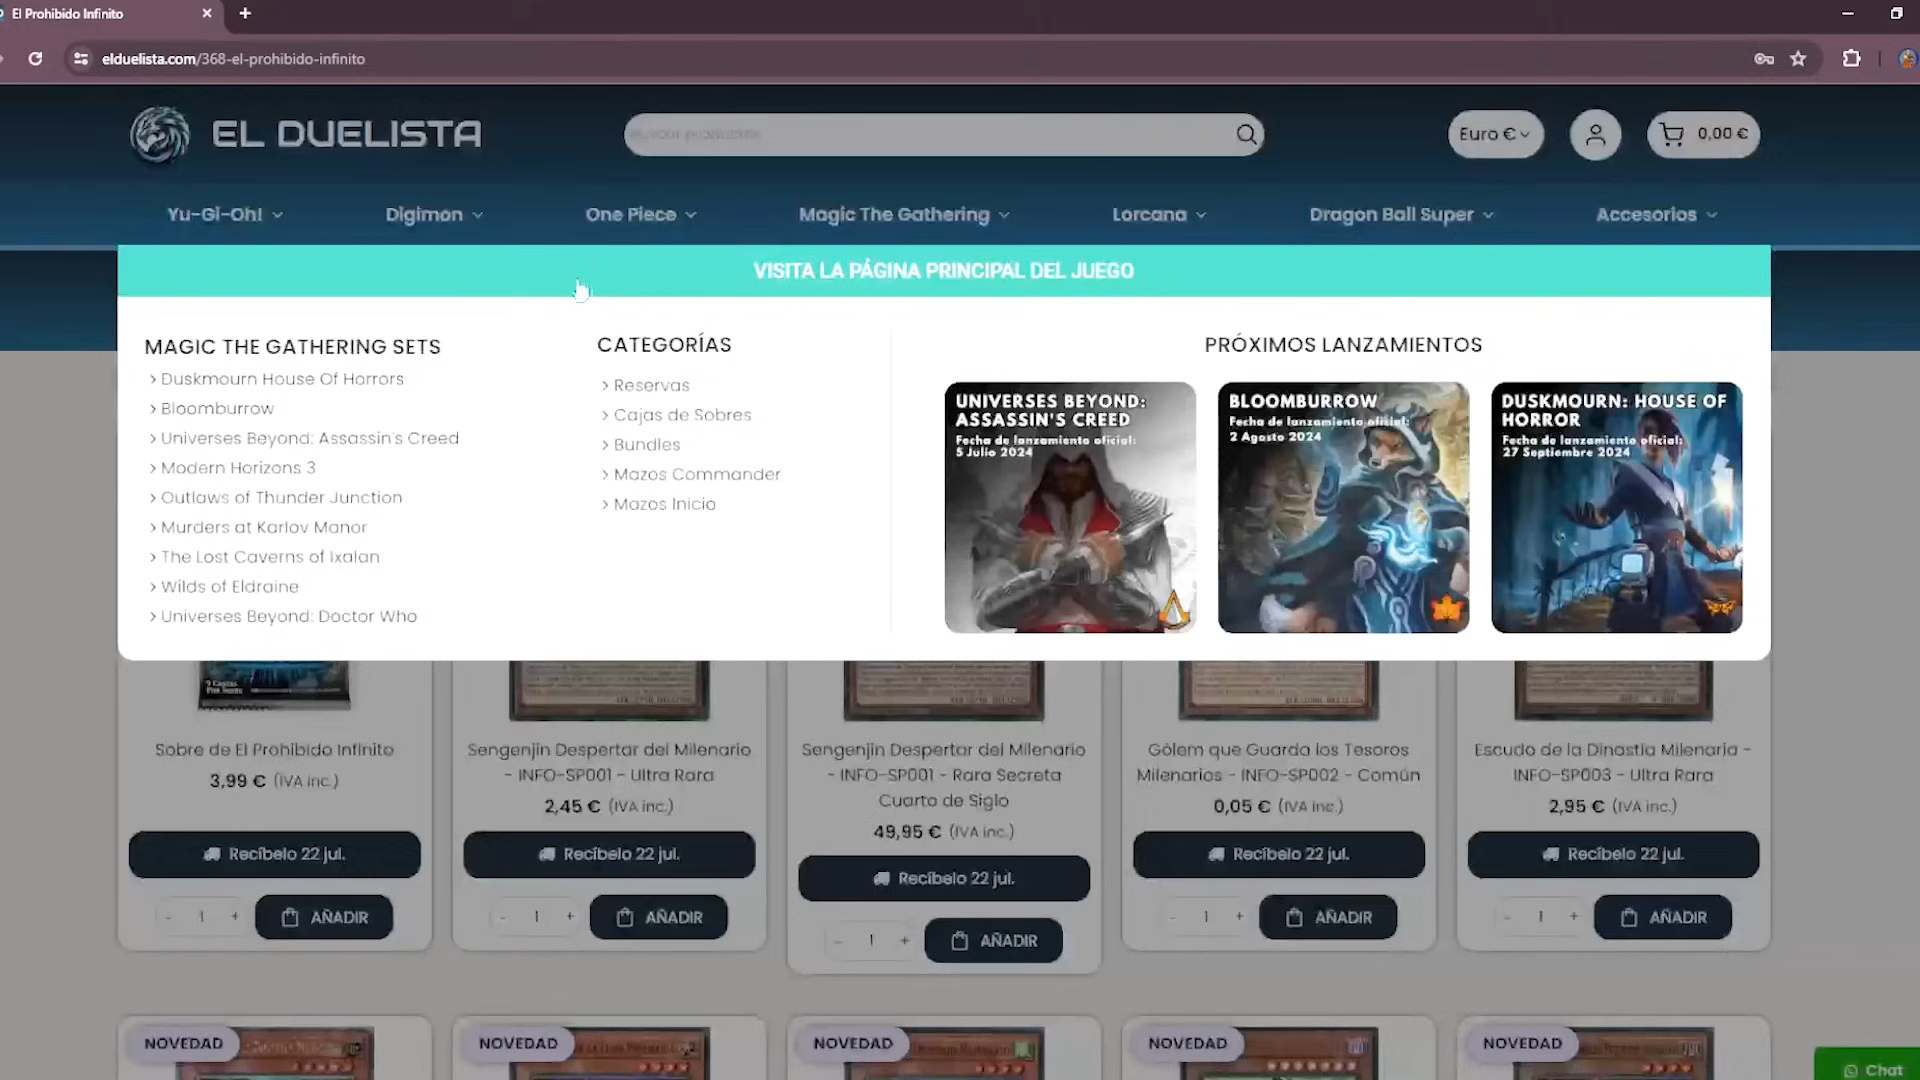 El Prohibido Infinito
elduelista.com/368-el-prohibido-infinito
EL DUELISTA
Buscar productos
Euro €
0,00 €
Yu-Gi-Oh!
Digimon
One Piece
Magic The Gathering
Lorcana
Dragon Ball Super
Accesorios
VISITA LA PÁGINA PRINCIPAL DEL JUEGO
MAGIC THE GATHERING SETS
> Duskmourn House Of Horrors
> Bloomburrow
> Universes Beyond: Assassin's Creed
> Modern Horizons 3
> Outlaws of Thunder Junction
> Murders at Karlov Manor
> The Lost Caverns of Ixalan
> Wilds of Eldraine
> Universes Beyond: Doctor Who
CATEGORÍAS
> Reservas
> Cajas de Sobres
> Bundles
> Mazos Commander
> Mazos Inicio
PRÓXIMOS LANZAMIENTOS
UNIVERSES BEYOND:
ASSASSIN'S CREED
Fecha de lanzamiento oficial:
5 Julio 2024
BLOOMBURROW
Fecha de lanzamiento oficial:
2 Agosto 2024
DUSKMOURN: HOUSE OF
HORROR
Fecha de lanzamiento oficial:
27 Septiembre 2024
9 Cartas
Sobre de El Prohibido Infinito
3,99 € (IVA inc.)
Recíbelo 22 jul.
- 1 +
AÑADIR
Sengenjin Despertar del Milenario
- INFO-SP001 - Ultra Rara
2,45 € (IVA inc.)
Recíbelo 22 jul.
- 1 +
AÑADIR
Sengenjin Despertar del Milenario
- INFO-SP001 - Rara Secreta
Cuarto de Siglo
49,95 € (IVA inc.)
Recíbelo 22 jul.
- 1 +
AÑADIR
Gólem que Guarda los Tesoros
Milenarios - INFO-SP002 - Común
0,05 € (IVA inc.)
Recíbelo 22 jul.
- 1 +
AÑADIR
Escudo de la Dinastía Milenaria -
INFO-SP003 - Ultra Rara
2,95 € (IVA inc.)
Recíbelo 22 jul.
- 1 +
AÑADIR
NOVEDAD
NOVEDAD
NOVEDAD
NOVEDAD
NOVEDAD
Chat